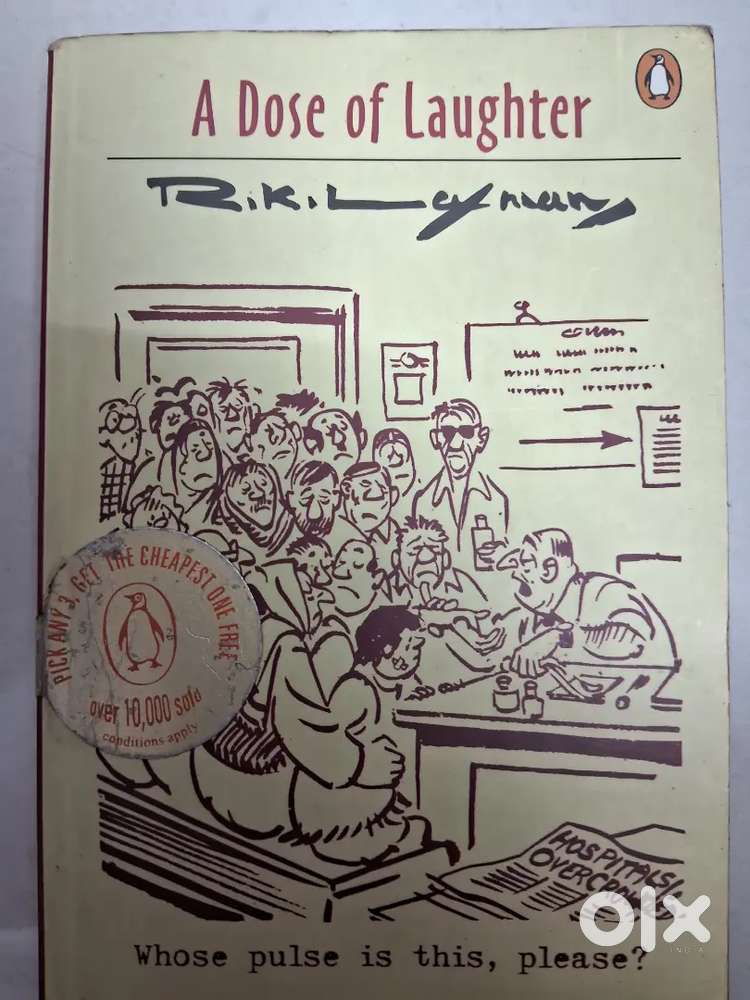 A Dose of Laughter
R.K. Laxman
PICK ANY 3, GET THE CHEAPEST ONE FREE
over 10,000 sold
conditions apply
HOSPITALS
OVERCROWDED
Whose pulse is this, please?
olx
INDIA